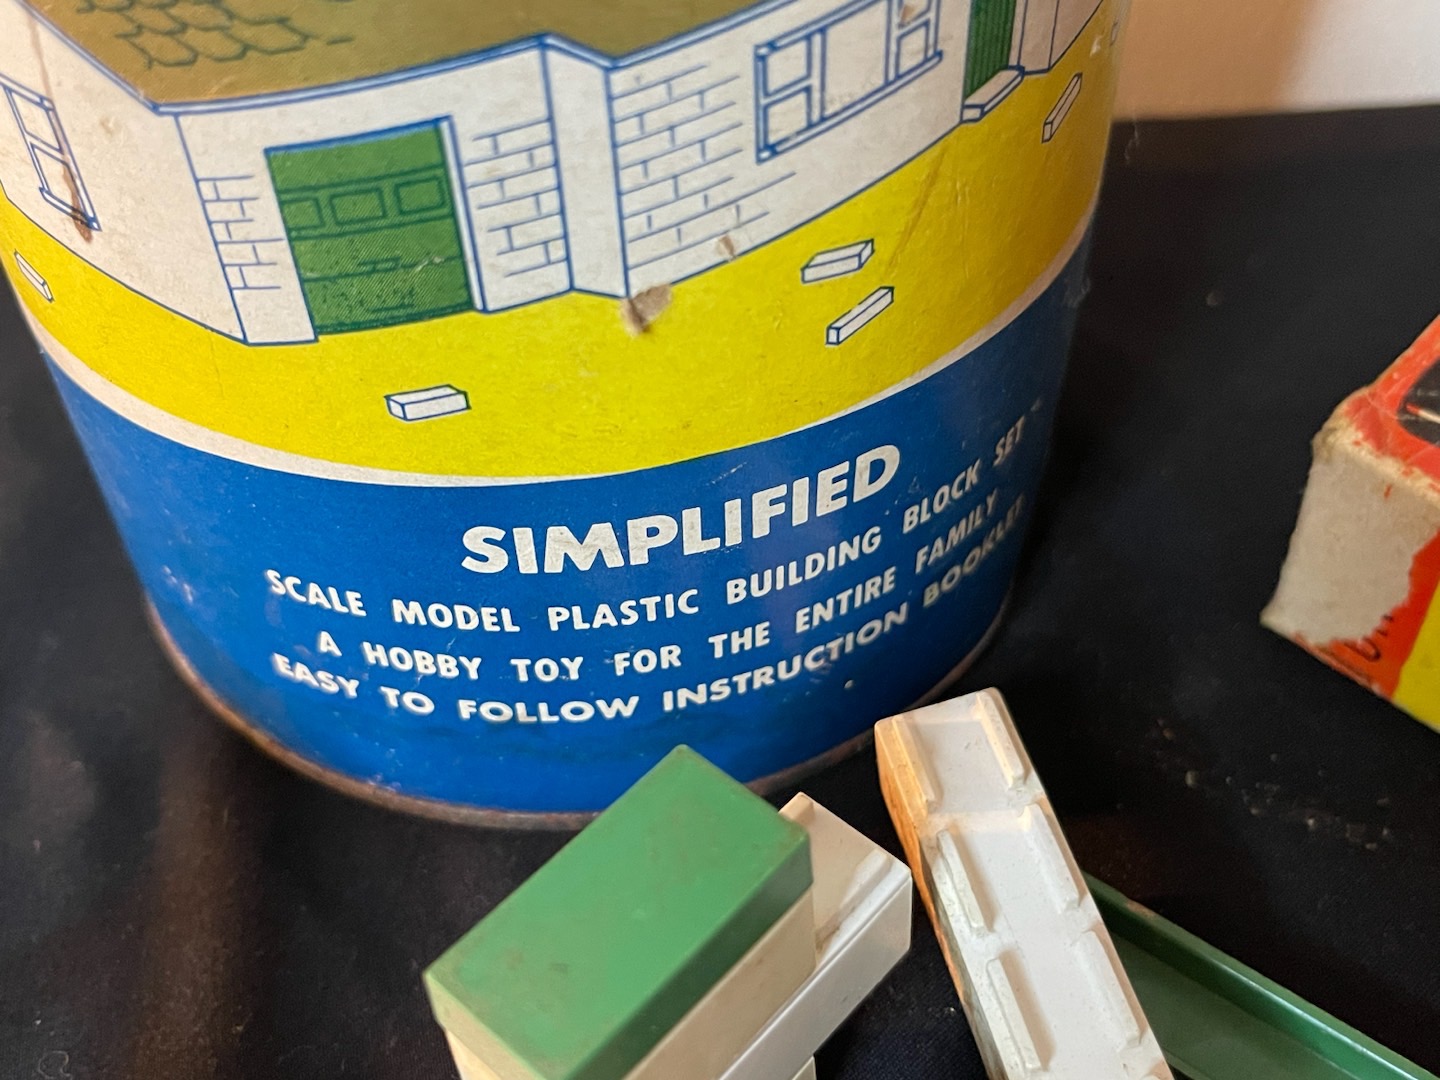 SIMPLIFIED
SCALE MODEL PLASTIC BUILDING BLOCK SET
A HOBBY TOY FOR THE ENTIRE FAMILY
EASY TO FOLLOW INSTRUCTION BOOKLET